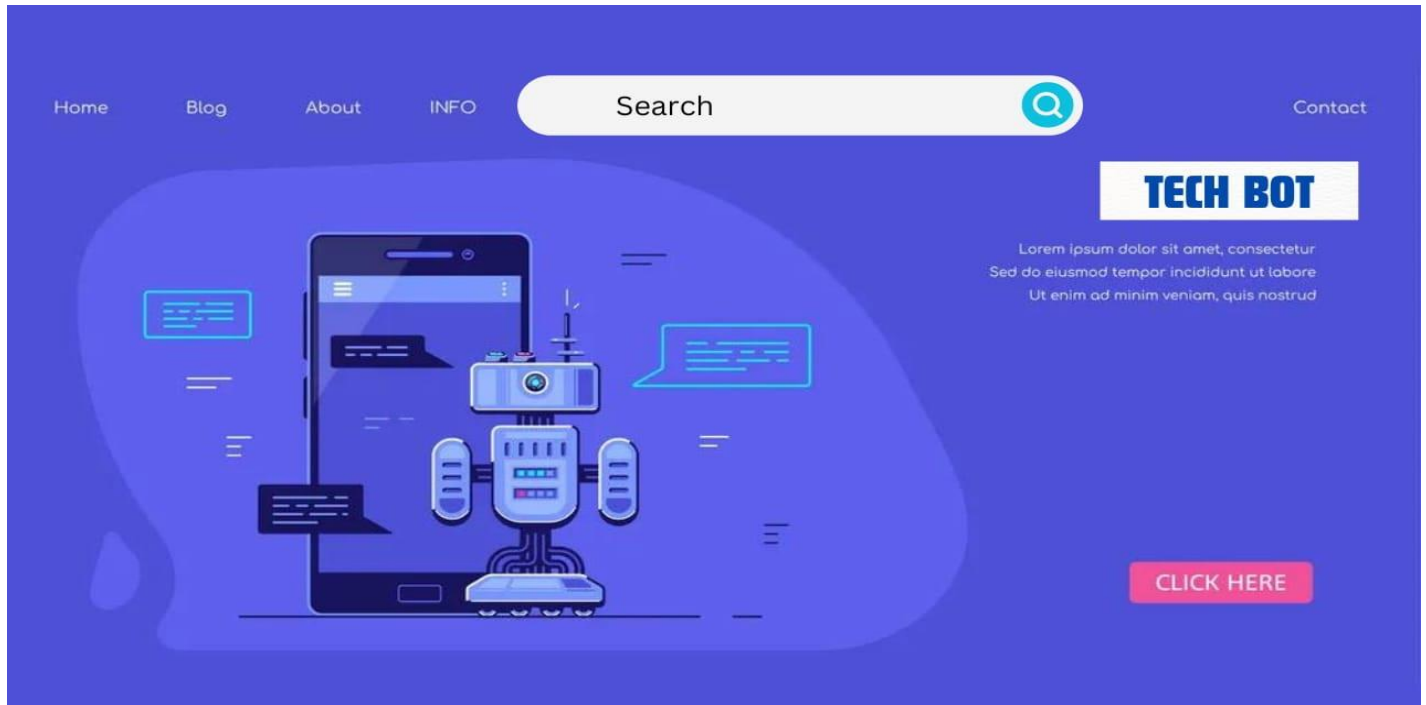 Home Blog About INFO Search Contact
TECH BOT
Lorem ipsum dolor sit amet, consectetur
Sed do eiusmod tempor incididunt ut labore
Ut enim ad minim veniam, quis nostrud
CLICK HERE